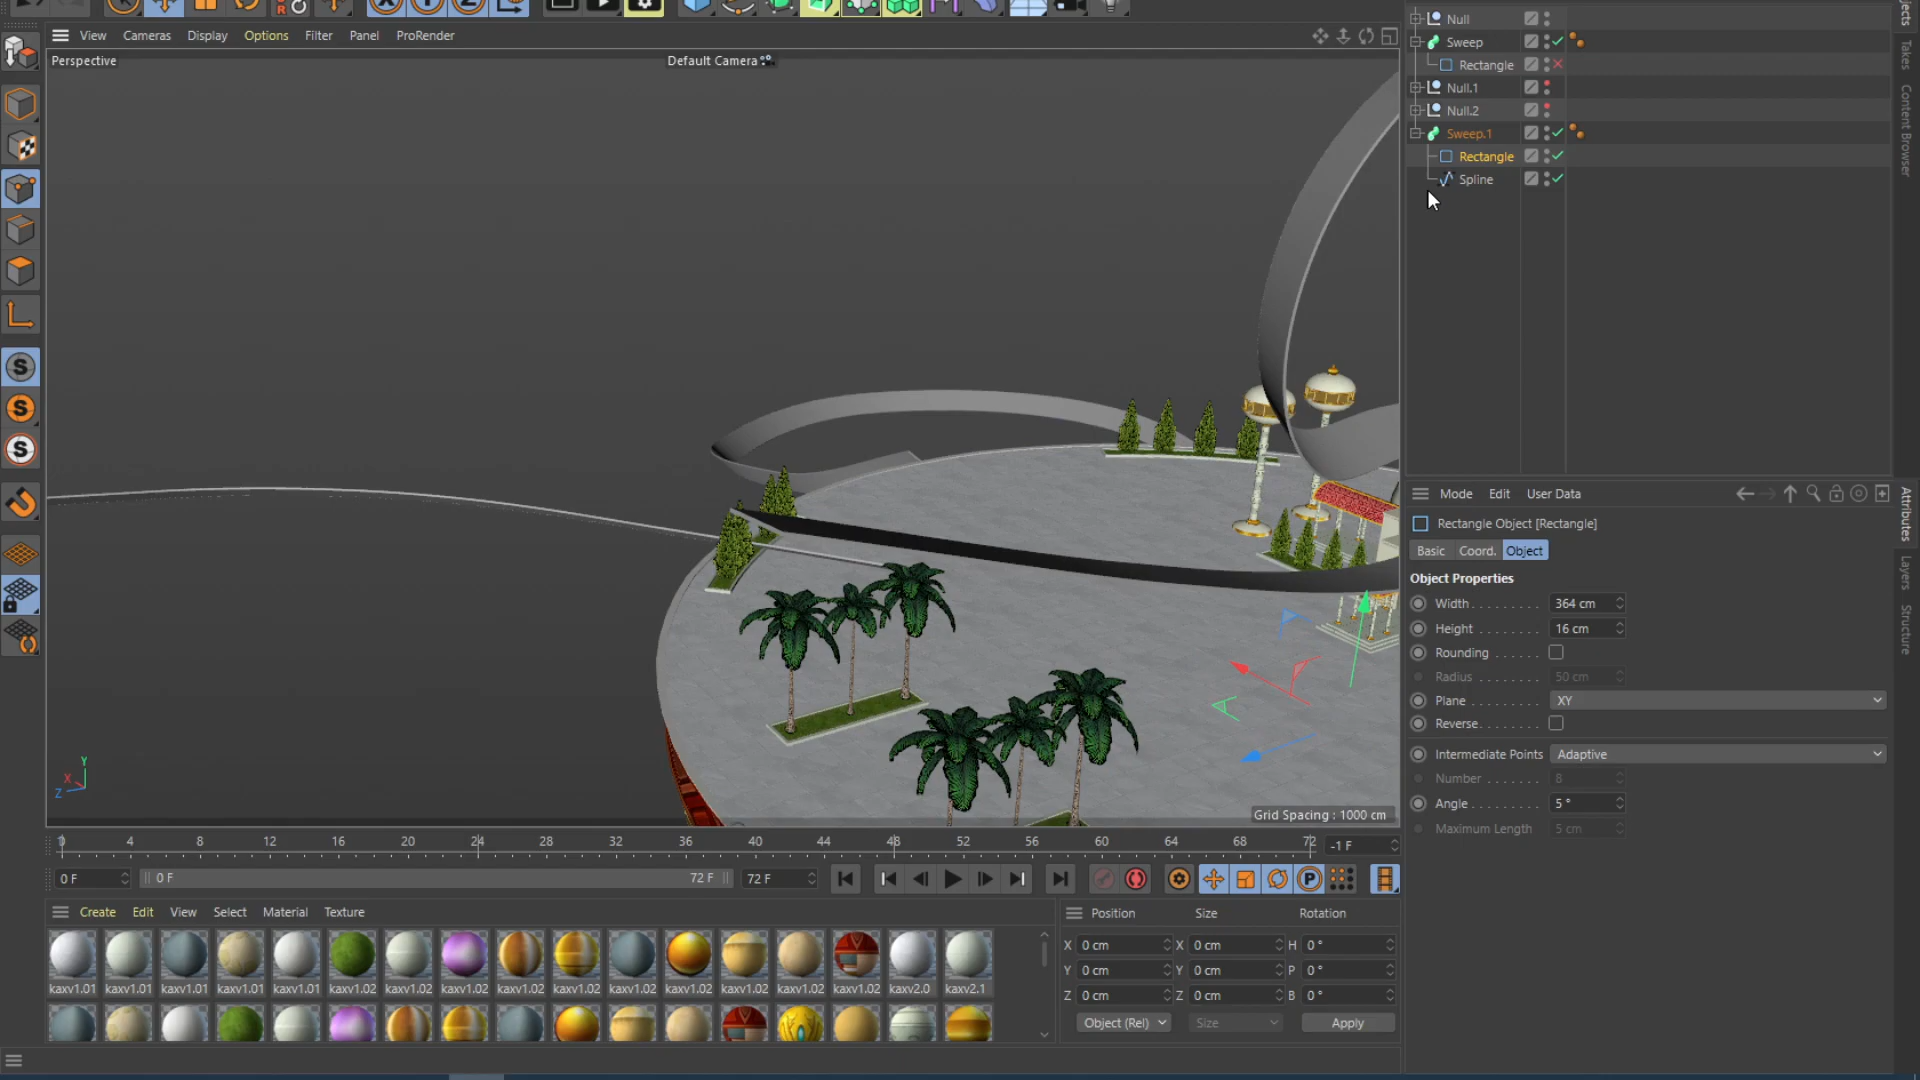 View Cameras Display Options Filter Panel ProRender
Perspective
Default Camera
Null
Sweep
Rectangle
Null.1
Null.2
Sweep.1
Rectangle
Spline
Takes
Content Browser
Mode Edit User Data
Attributes
Layers
Structure
Rectangle Object [Rectangle]
Basic Coord. Object
Object Properties
Width 364 cm
Height 16 cm
Rounding
Radius 50 cm
Plane XY
Reverse
Intermediate Points Adaptive
Number 8
Angle 5 °
Maximum Length 5 cm
Y
X
Z
Grid Spacing : 1000 cm
0 4 8 12 16 20 24 28 32 36 40 44 48 52 56 60 64 68 72 -1 F
0 F 0 F 72 F 72 F
Create Edit View Select Material Texture
kaxv1.01 kaxv1.01 kaxv1.01 kaxv1.01 kaxv1.01 kaxv1.02 kaxv1.02 kaxv1.02 kaxv1.02 kaxv1.02 kaxv1.02 kaxv1.02 kaxv1.02 kaxv1.02 kaxv1.02 kaxv2.0 kaxv2.1
Position Size Rotation
X 0 cm X 0 cm H 0 °
Y 0 cm Y 0 cm P 0 °
Z 0 cm Z 0 cm B 0 °
Object (Rel) Size Apply